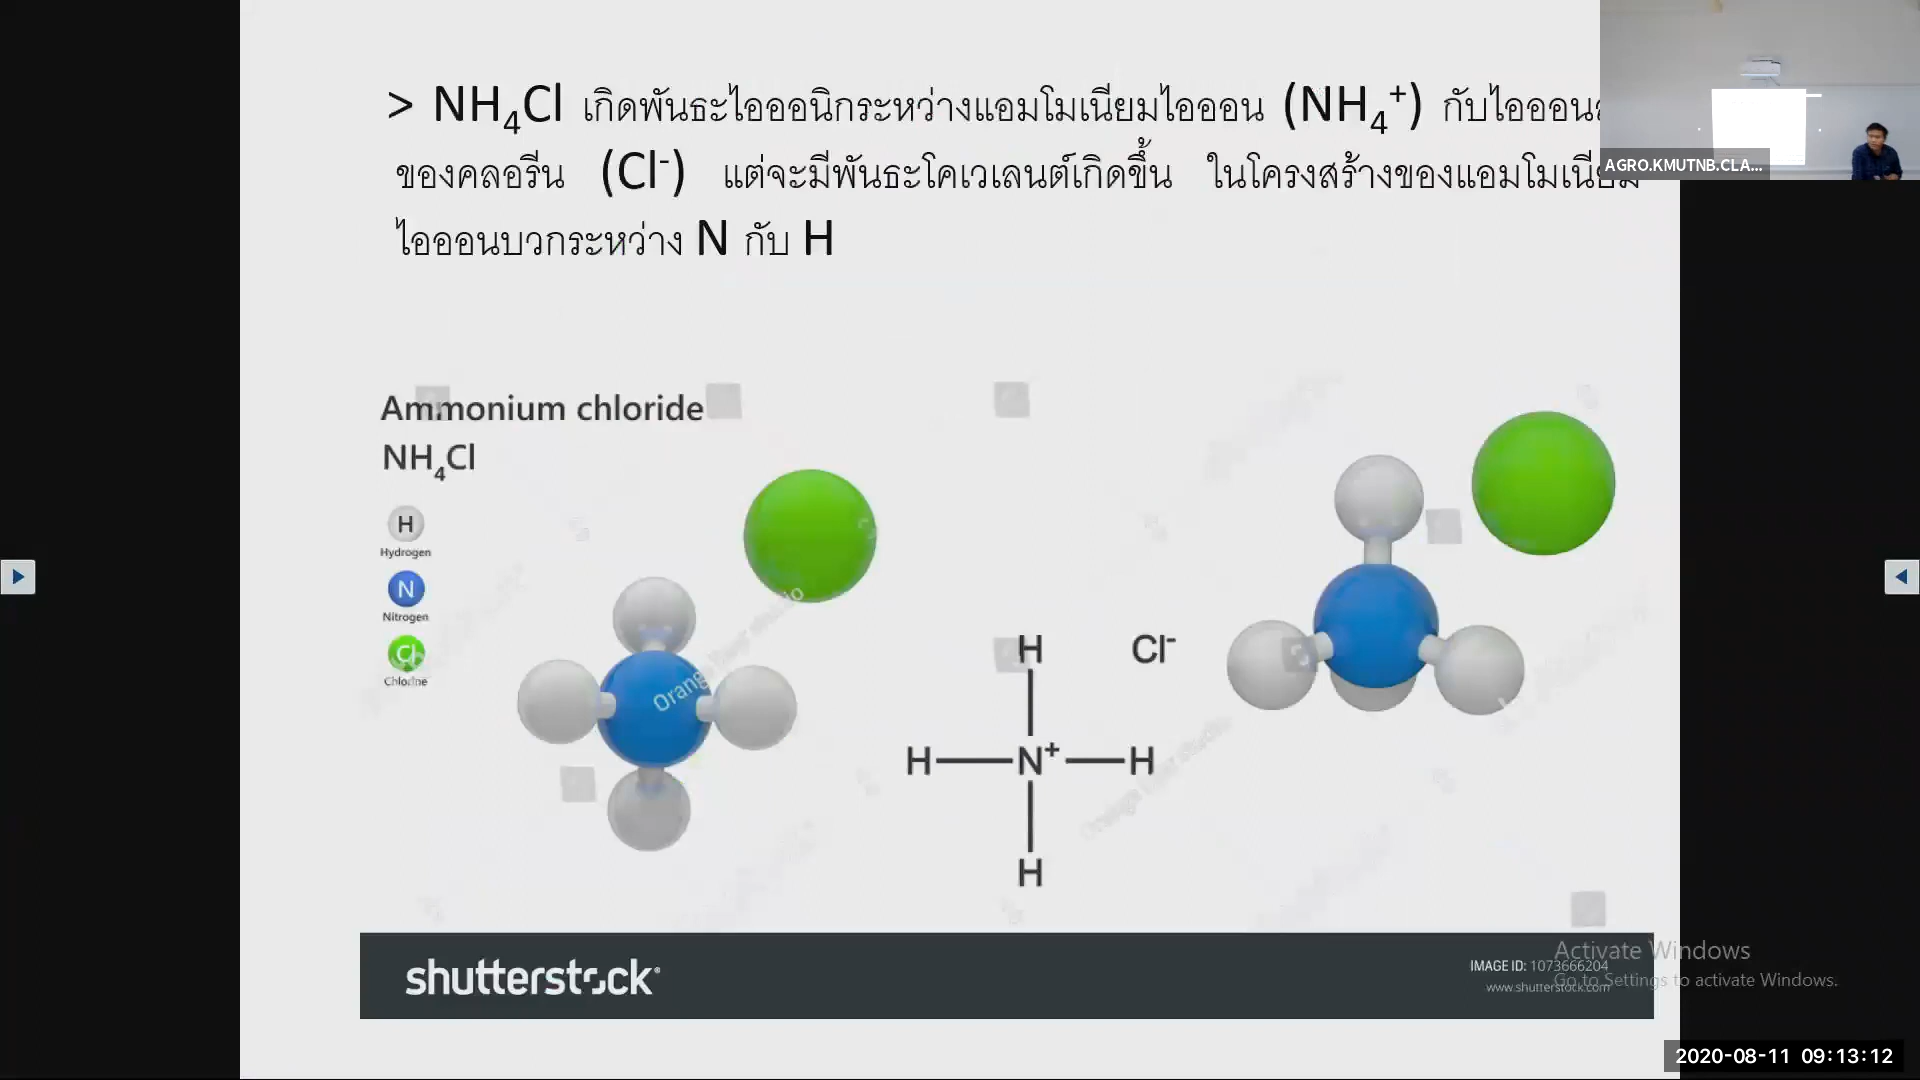 > NH₄Cl เกิดพันธะไอออนิกระหว่างแอมโมเนียมไอออน (NH₄⁺) กับไอออน
ของคลอรีน (Cl⁻) แต่จะมีพันธะโคเวเลนต์เกิดขึ้น ในโครงสร้างของแอมโมเนียม
ไอออนบวกระหว่าง N กับ H
AGRO.KMUTNB.CLA...
Ammonium chloride
NH₄Cl
H
Hydrogen
N
Nitrogen
Cl
Chlorine
Orange Deer studio
H Cl⁻
H N⁺ H
H
Orange Deer studio
shutterstock
IMAGE ID: 1073666204
www.shutterstock.com
Activate Windows
Go to Settings to activate Windows.
2020-08-11 09:13:12